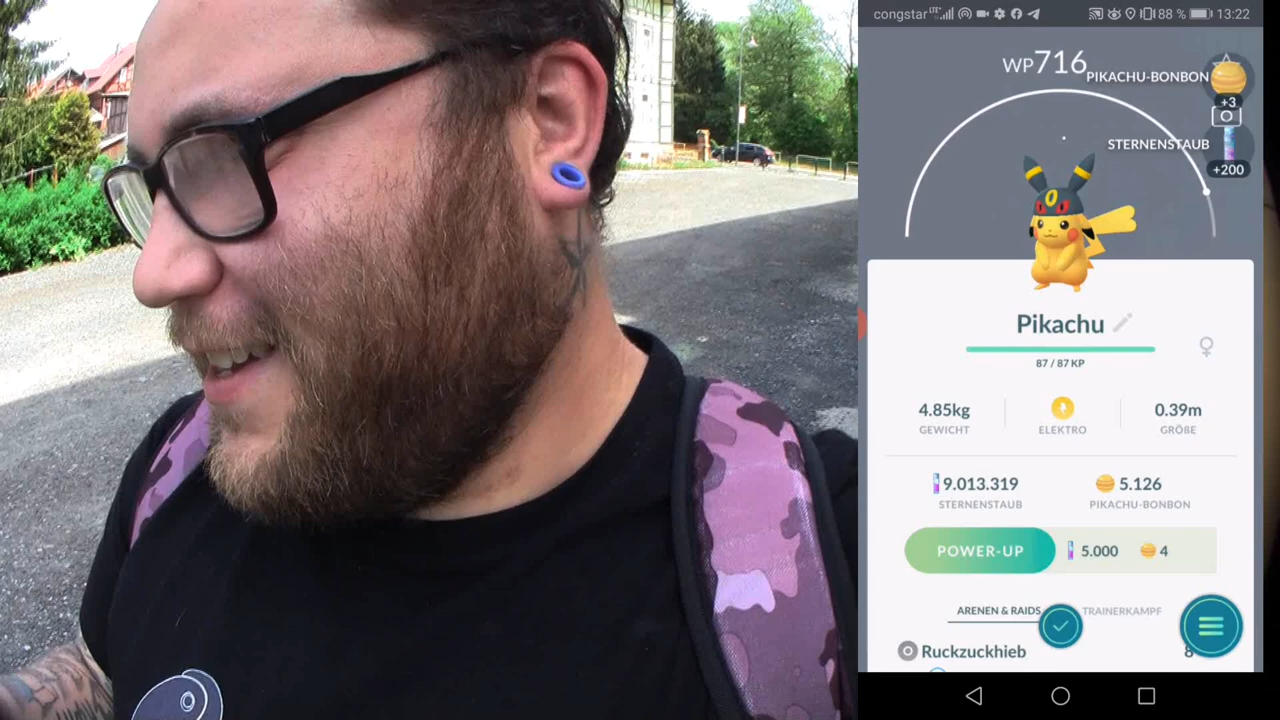 congstar LTE 88 % 13:22
WP716
PIKACHU-BONBON
+3
STERNENSTAUB
+200
Pikachu
87 / 87 KP
4.85kg
GEWICHT
ELEKTRO
0.39m
GRÖßE
9.013.319
STERNENSTAUB
5.126
PIKACHU-BONBON
POWER-UP 5.000 4
ARENEN & RAIDS TRAINERKAMPF
Ruckzuckhieb 8